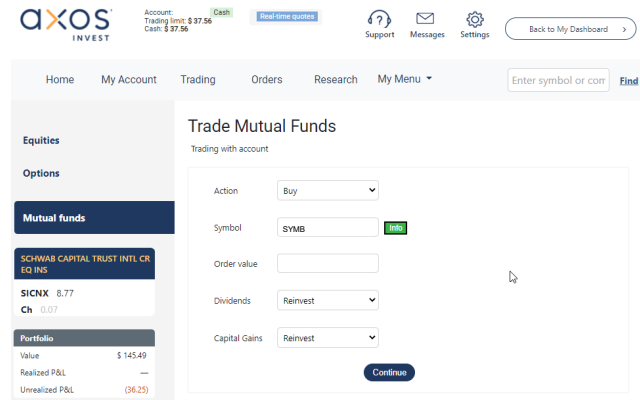 axos
INVEST
Account: Cash
Trading limit: $ 37.56
Cash: $ 37.56
Real-time quotes
Support
Messages
Settings
Back to My Dashboard
Home
My Account
Trading
Orders
Research
My Menu
Enter symbol or com
Find
Equities
Options
Mutual funds
SCHWAB CAPITAL TRUST INTL CR
EQ INS
SICNX 8.77
Ch 0.07
Portfolio
Value $ 145.49
Realized P&L —
Unrealized P&L (36.25)
Trade Mutual Funds
Trading with account
Action Buy
Symbol SYMB Info
Order value
Dividends Reinvest
Capital Gains Reinvest
Continue